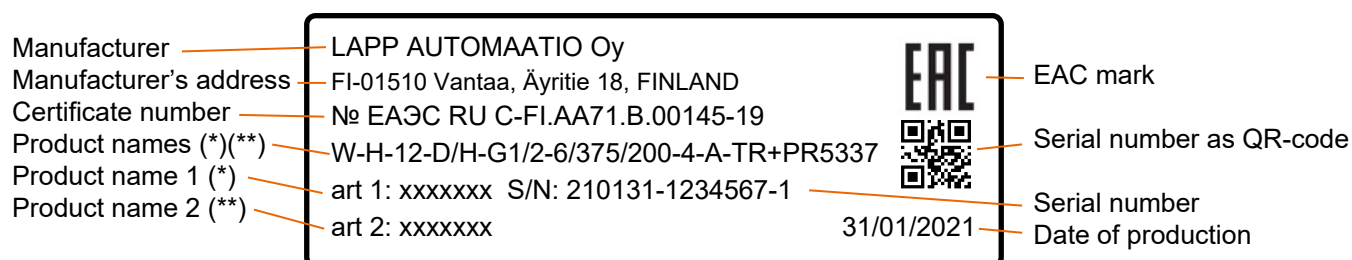 Manufacturer
Manufacturer's address
Certificate number
Product names (*)(**)
Product name 1 (*)
Product name 2 (**)
LAPP AUTOMAATIO Oy
FI-01510 Vantaa, Äyritie 18, FINLAND
№ ЕАЭС RU C-FI.AA71.B.00145-19
W-H-12-D/H-G1/2-6/375/200-4-A-TR+PR5337
art 1: xxxxxxx S/N: 210131-1234567-1
art 2: xxxxxxx
31/01/2021
EAC
EAC mark
Serial number as QR-code
Serial number
Date of production